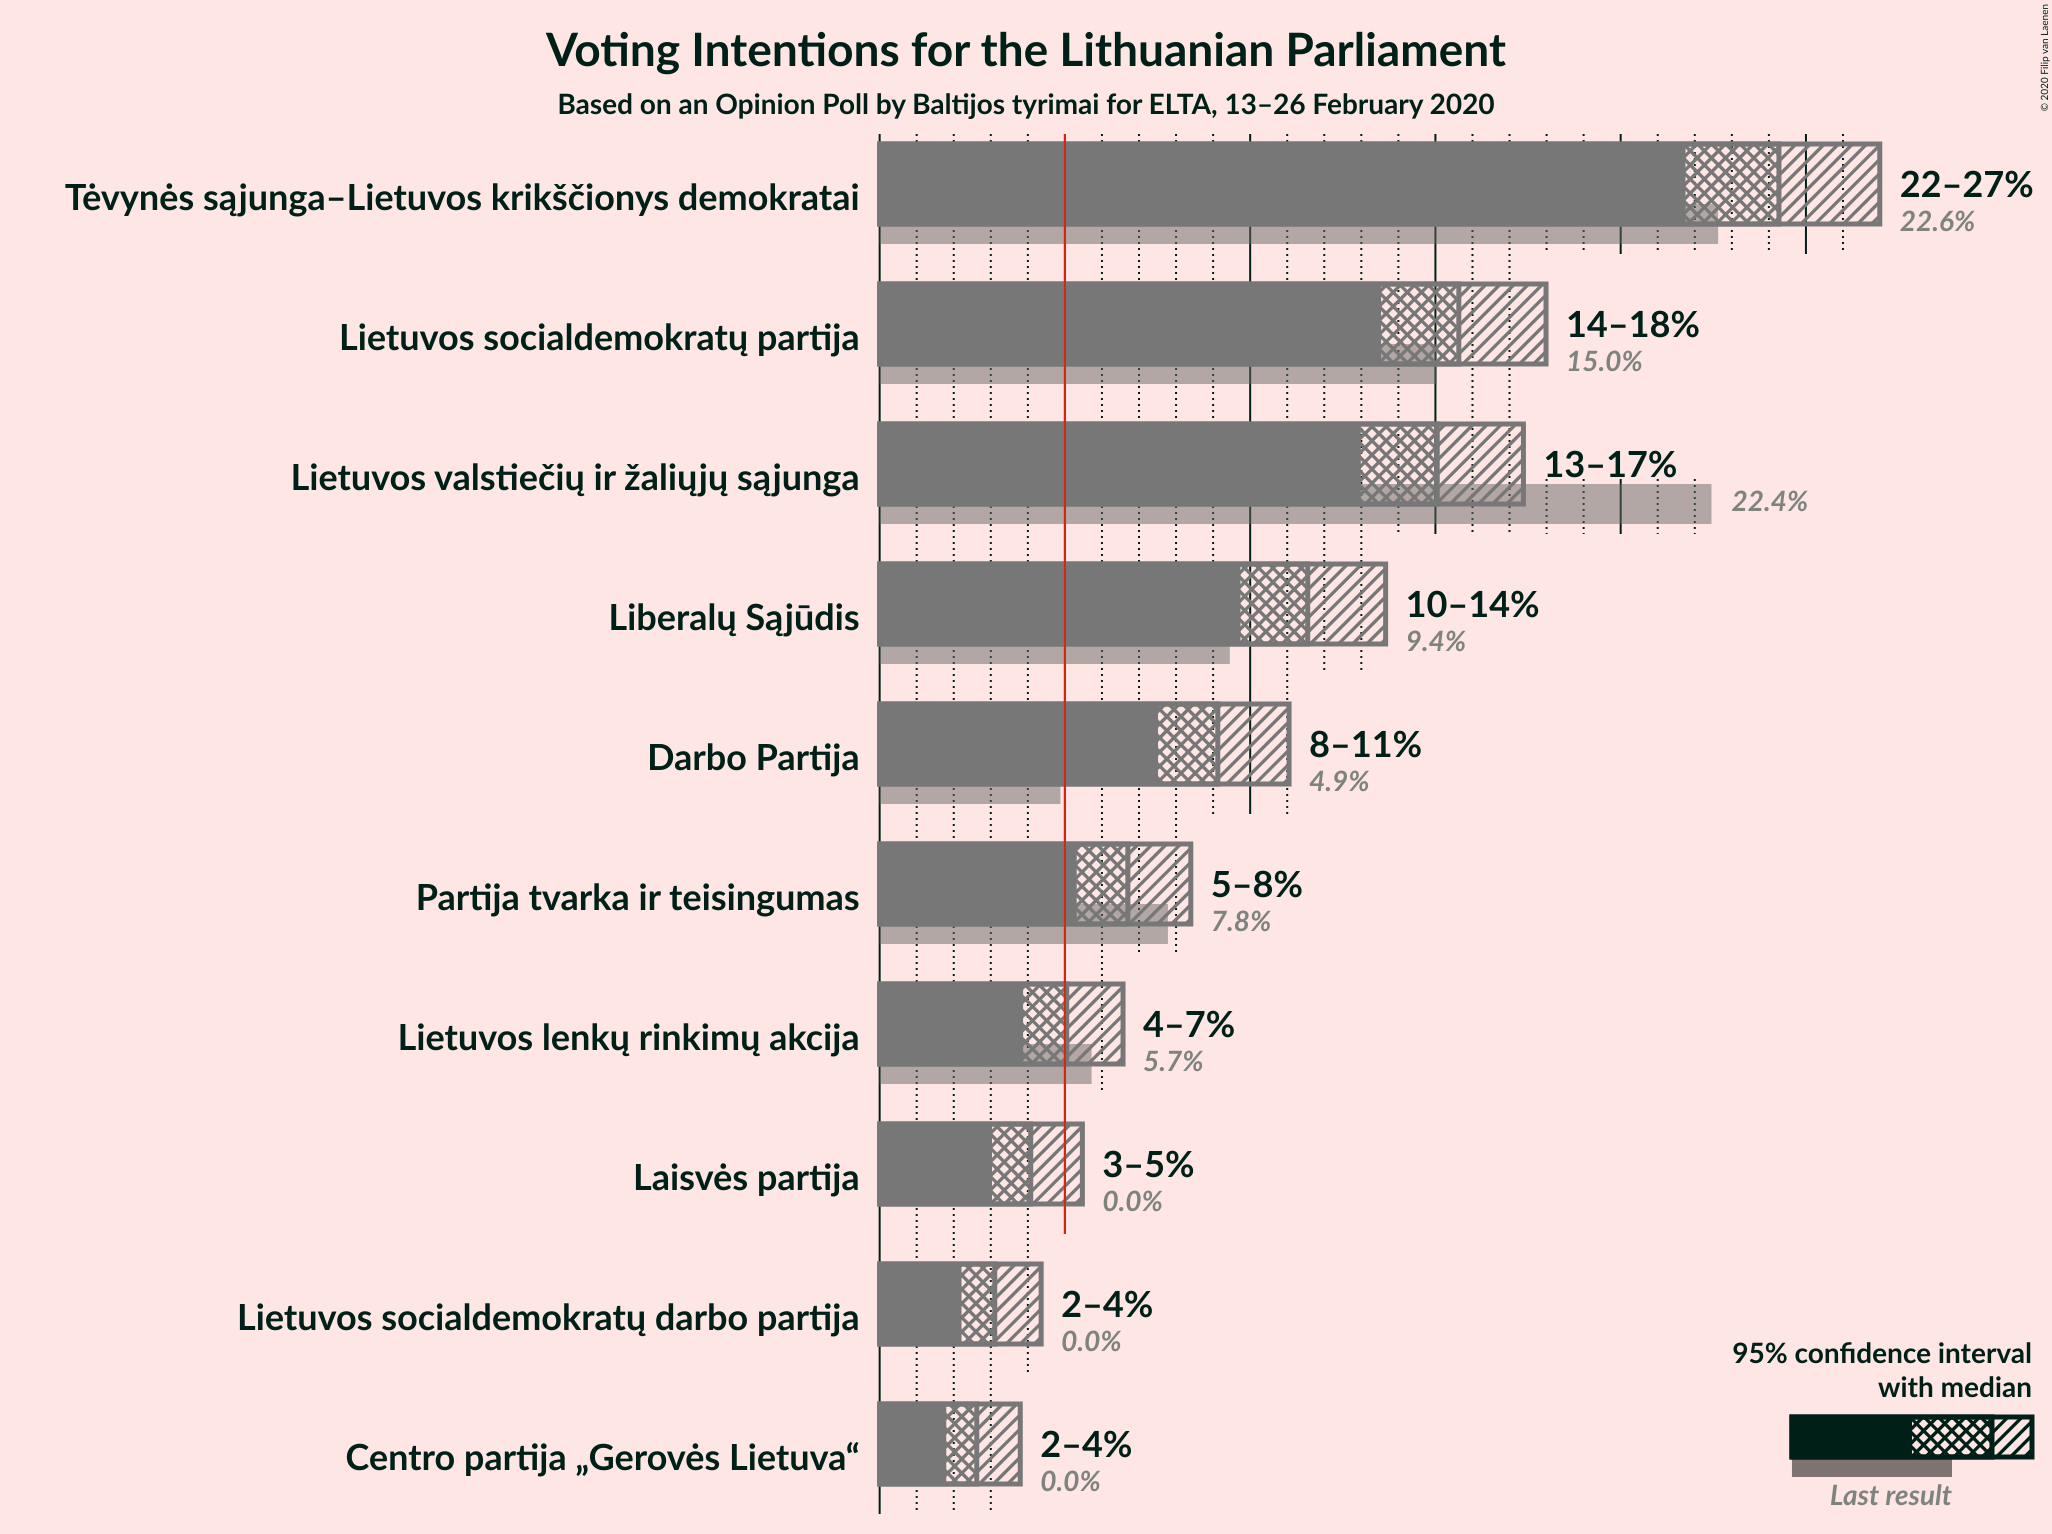 Voting Intentions for the Lithuanian Parliament
Based on an Opinion Poll by Baltijos tyrimai for ELTA, 13–26 February 2020
© 2020 Filip van Laenen
Tėvynės sąjunga–Lietuvos krikščionys demokratai
22–27%
22.6%
Lietuvos socialdemokratų partija
14–18%
15.0%
Lietuvos valstiečių ir žaliųjų sąjunga
13–17%
22.4%
Liberalų Sąjūdis
10–14%
9.4%
Darbo Partija
8–11%
4.9%
Partija tvarka ir teisingumas
5–8%
7.8%
Lietuvos lenkų rinkimų akcija
4–7%
5.7%
Laisvės partija
3–5%
0.0%
Lietuvos socialdemokratų darbo partija
2–4%
0.0%
Centro partija „Gerovės Lietuva“
2–4%
0.0%
95% confidence interval
with median
Last result